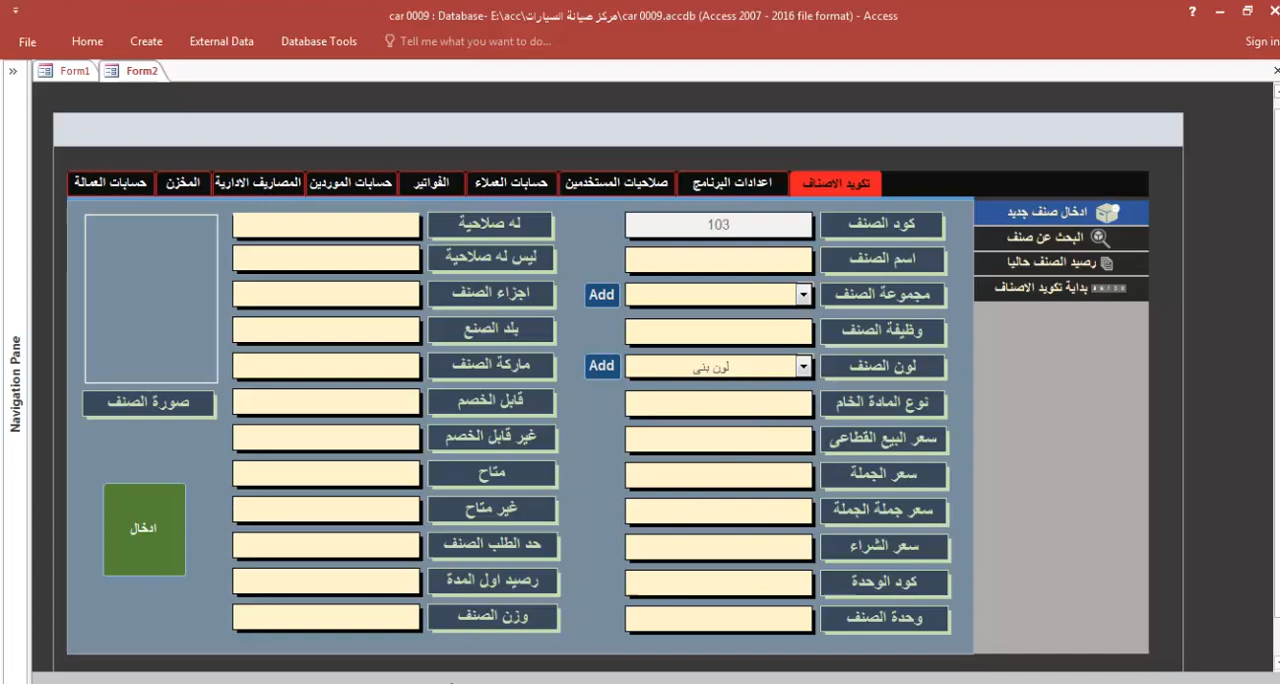 car 0009 : Database- E:\acc\مركز صيانة السيارات\car 0009.accdb (Access 2007 - 2016 file format) - Access
File Home Create External Data Database Tools Tell me what you want to do... Sign in
Form1 Form2
Navigation Pane
تكويد الاصناف اعدادات البرنامج صلاحيات المستخدمين حسابات العملاء الفواتير حسابات الموردين المصاريف الادارية المخزن حسابات العمالة
ادخال صنف جديد
البحث عن صنف
رصيد الصنف حاليا
بداية تكويد الاصناف
كود الصنف 103
اسم الصنف
مجموعة الصنف Add
وظيفة الصنف
لون الصنف لون بنى Add
نوع المادة الخام
سعر البيع القطاعى
سعر الجملة
سعر جملة الجملة
سعر الشراء
كود الوحدة
وحدة الصنف
له صلاحية
ليس له صلاحية
اجزاء الصنف
بلد الصنع
ماركة الصنف
قابل الخصم
غير قابل الخصم
متاح
غير متاح
حد الطلب الصنف
رصيد اول المدة
وزن الصنف
صورة الصنف
ادخال